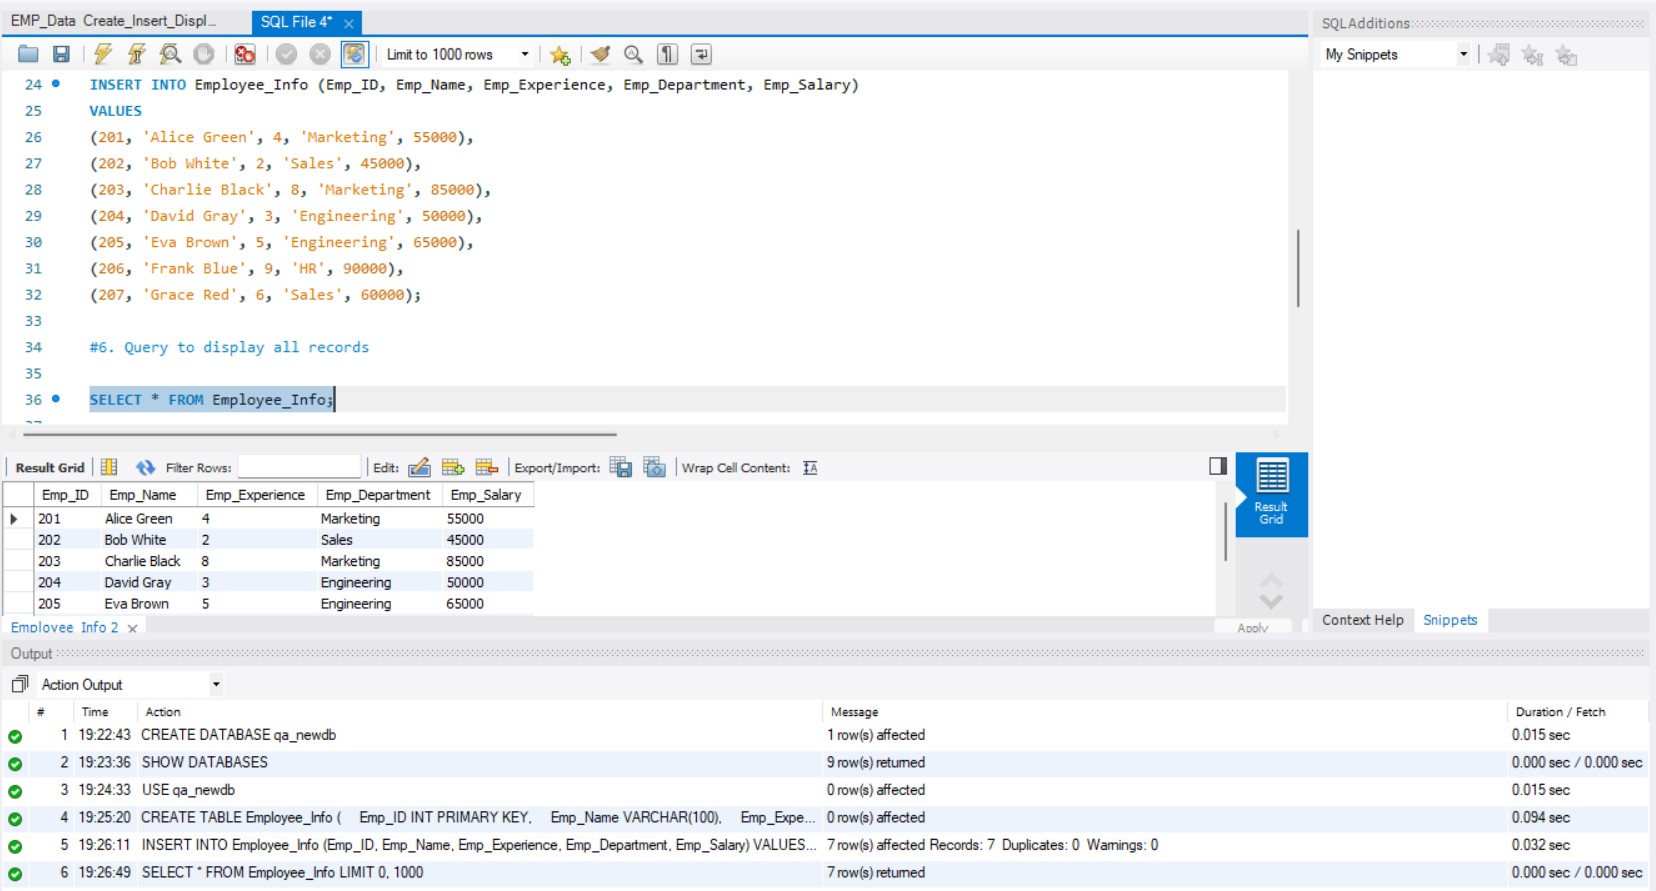 EMP_Data Create_Insert_Displ...
SQL File 4*
SQLAdditions
Limit to 1000 rows
My Snippets
24 INSERT INTO Employee_Info (Emp_ID, Emp_Name, Emp_Experience, Emp_Department, Emp_Salary)
25 VALUES
26 (201, 'Alice Green', 4, 'Marketing', 55000),
27 (202, 'Bob White', 2, 'Sales', 45000),
28 (203, 'Charlie Black', 8, 'Marketing', 85000),
29 (204, 'David Gray', 3, 'Engineering', 50000),
30 (205, 'Eva Brown', 5, 'Engineering', 65000),
31 (206, 'Frank Blue', 9, 'HR', 90000),
32 (207, 'Grace Red', 6, 'Sales', 60000);
33
34 #6. Query to display all records
35
36 SELECT * FROM Employee_Info;
Result Grid Filter Rows: Edit: Export/Import: Wrap Cell Content:
Emp_ID Emp_Name Emp_Experience Emp_Department Emp_Salary
201 Alice Green 4 Marketing 55000
202 Bob White 2 Sales 45000
203 Charlie Black 8 Marketing 85000
204 David Gray 3 Engineering 50000
205 Eva Brown 5 Engineering 65000
Result
Grid
Employee_Info 2
Apply
Context Help Snippets
Output
Action Output
# Time Action Message Duration / Fetch
1 19:22:43 CREATE DATABASE qa_newdb 1 row(s) affected 0.015 sec
2 19:23:36 SHOW DATABASES 9 row(s) returned 0.000 sec / 0.000 sec
3 19:24:33 USE qa_newdb 0 row(s) affected 0.015 sec
4 19:25:20 CREATE TABLE Employee_Info ( Emp_ID INT PRIMARY KEY, Emp_Name VARCHAR(100), Emp_Expe... 0 row(s) affected 0.094 sec
5 19:26:11 INSERT INTO Employee_Info (Emp_ID, Emp_Name, Emp_Experience, Emp_Department, Emp_Salary) VALUES... 7 row(s) affected Records: 7 Duplicates: 0 Warnings: 0 0.032 sec
6 19:26:49 SELECT * FROM Employee_Info LIMIT 0, 1000 7 row(s) returned 0.000 sec / 0.000 sec